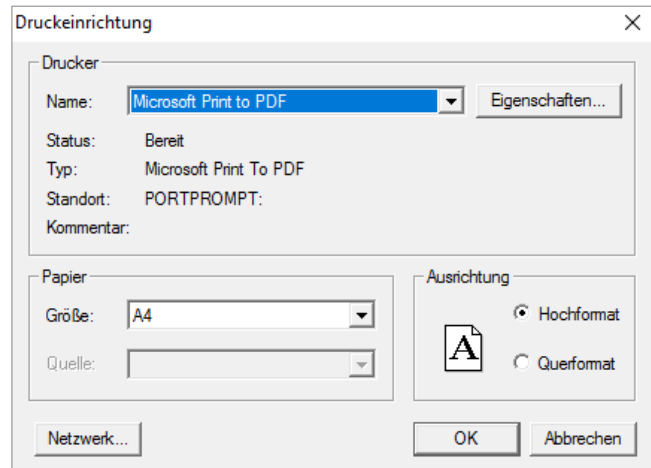 Druckeinrichtung
Drucker
Name: Microsoft Print to PDF Eigenschaften...
Status: Bereit
Typ: Microsoft Print To PDF
Standort: PORTPROMPT:
Kommentar:
Papier
Größe: A4
Quelle:
Ausrichtung
A
Hochformat
Querformat
Netzwerk... OK Abbrechen